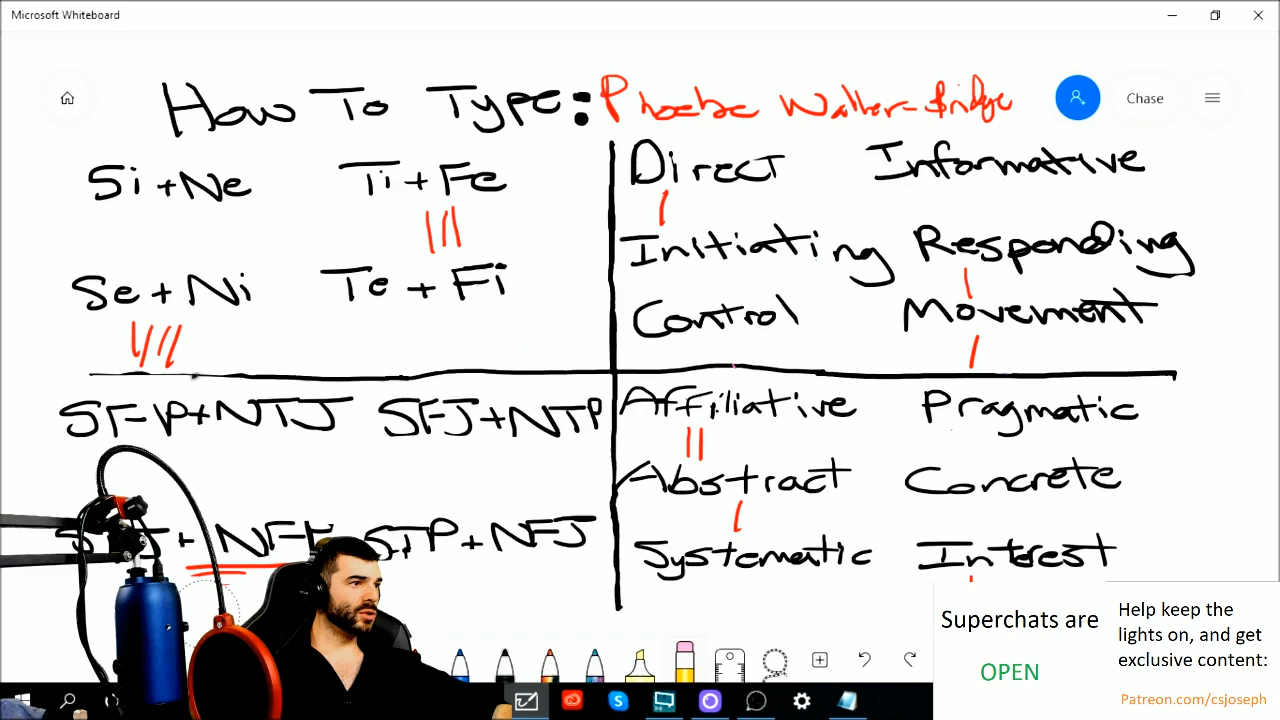 Microsoft Whiteboard
How To Type: Phoebe Waller-Bridge
Chase
Si + Ne Ti + Fe
Se + Ni Te + Fi
Direct Informative
Initiating Responding
Control Movement
SFP + NTJ SFJ + NTP
+ NFP STP + NFJ
Affiliative Pragmatic
Abstract Concrete
Systematic Interest
Superchats are
OPEN
Help keep the
lights on, and get
exclusive content:
Patreon.com/csjoseph